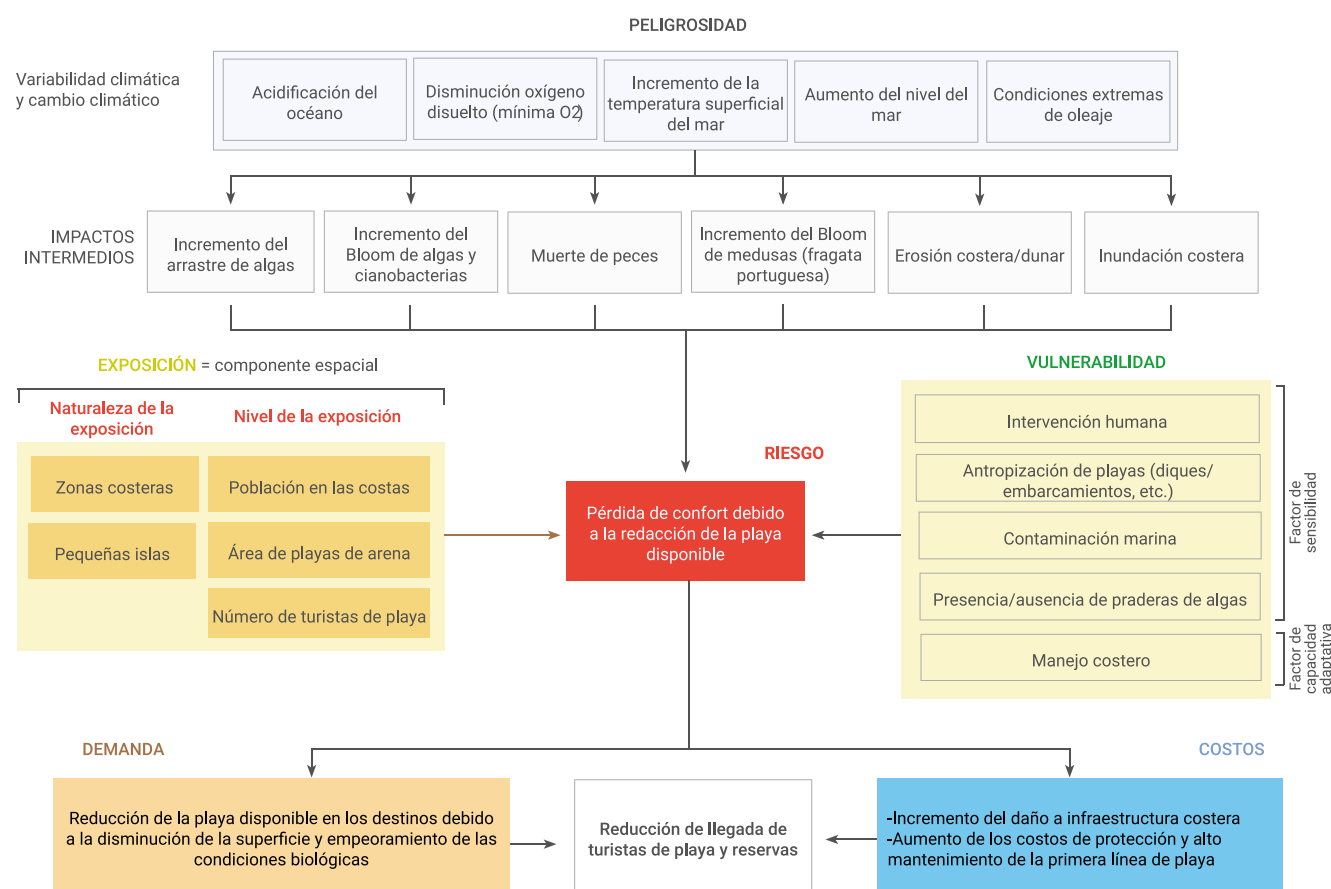 PELIGROSIDAD
Variabilidad climática
y cambio climático
Acidificación del
océano
Disminución oxígeno
disuelto (mínima O2)
Incremento de la
temperatura superficial
del mar
Aumento del nivel del
mar
Condiciones extremas
de oleaje
IMPACTOS
INTERMEDIOS
Incremento del
arrastre de algas
Incremento del
Bloom de algas y
cianobacterias
Muerte de peces
Incremento del Bloom
de medusas (fragata
portuguesa)
Erosión costera/dunar
Inundación costera
EXPOSICIÓN = componente espacial
Naturaleza de la
exposición
Nivel de la exposición
Zonas costeras
Pequeñas islas
Población en las costas
Área de playas de arena
Número de turistas de playa
RIESGO
Pérdida de confort debido
a la redacción de la playa
disponible
VULNERABILIDAD
Intervención humana
Antropización de playas (diques/
embarcamientos, etc.)
Contaminación marina
Presencia/ausencia de praderas de algas
Manejo costero
Factor de
sensibilidad
Factor de
capacidad
adaptativa
DEMANDA
Reducción de la playa disponible en los destinos debido
a la disminución de la superficie y empeoramiento de las
condiciones biológicas
Reducción de llegada de
turistas de playa y reservas
COSTOS
-Incremento del daño a infraestructura costera
-Aumento de los costos de protección y alto
mantenimiento de la primera línea de playa